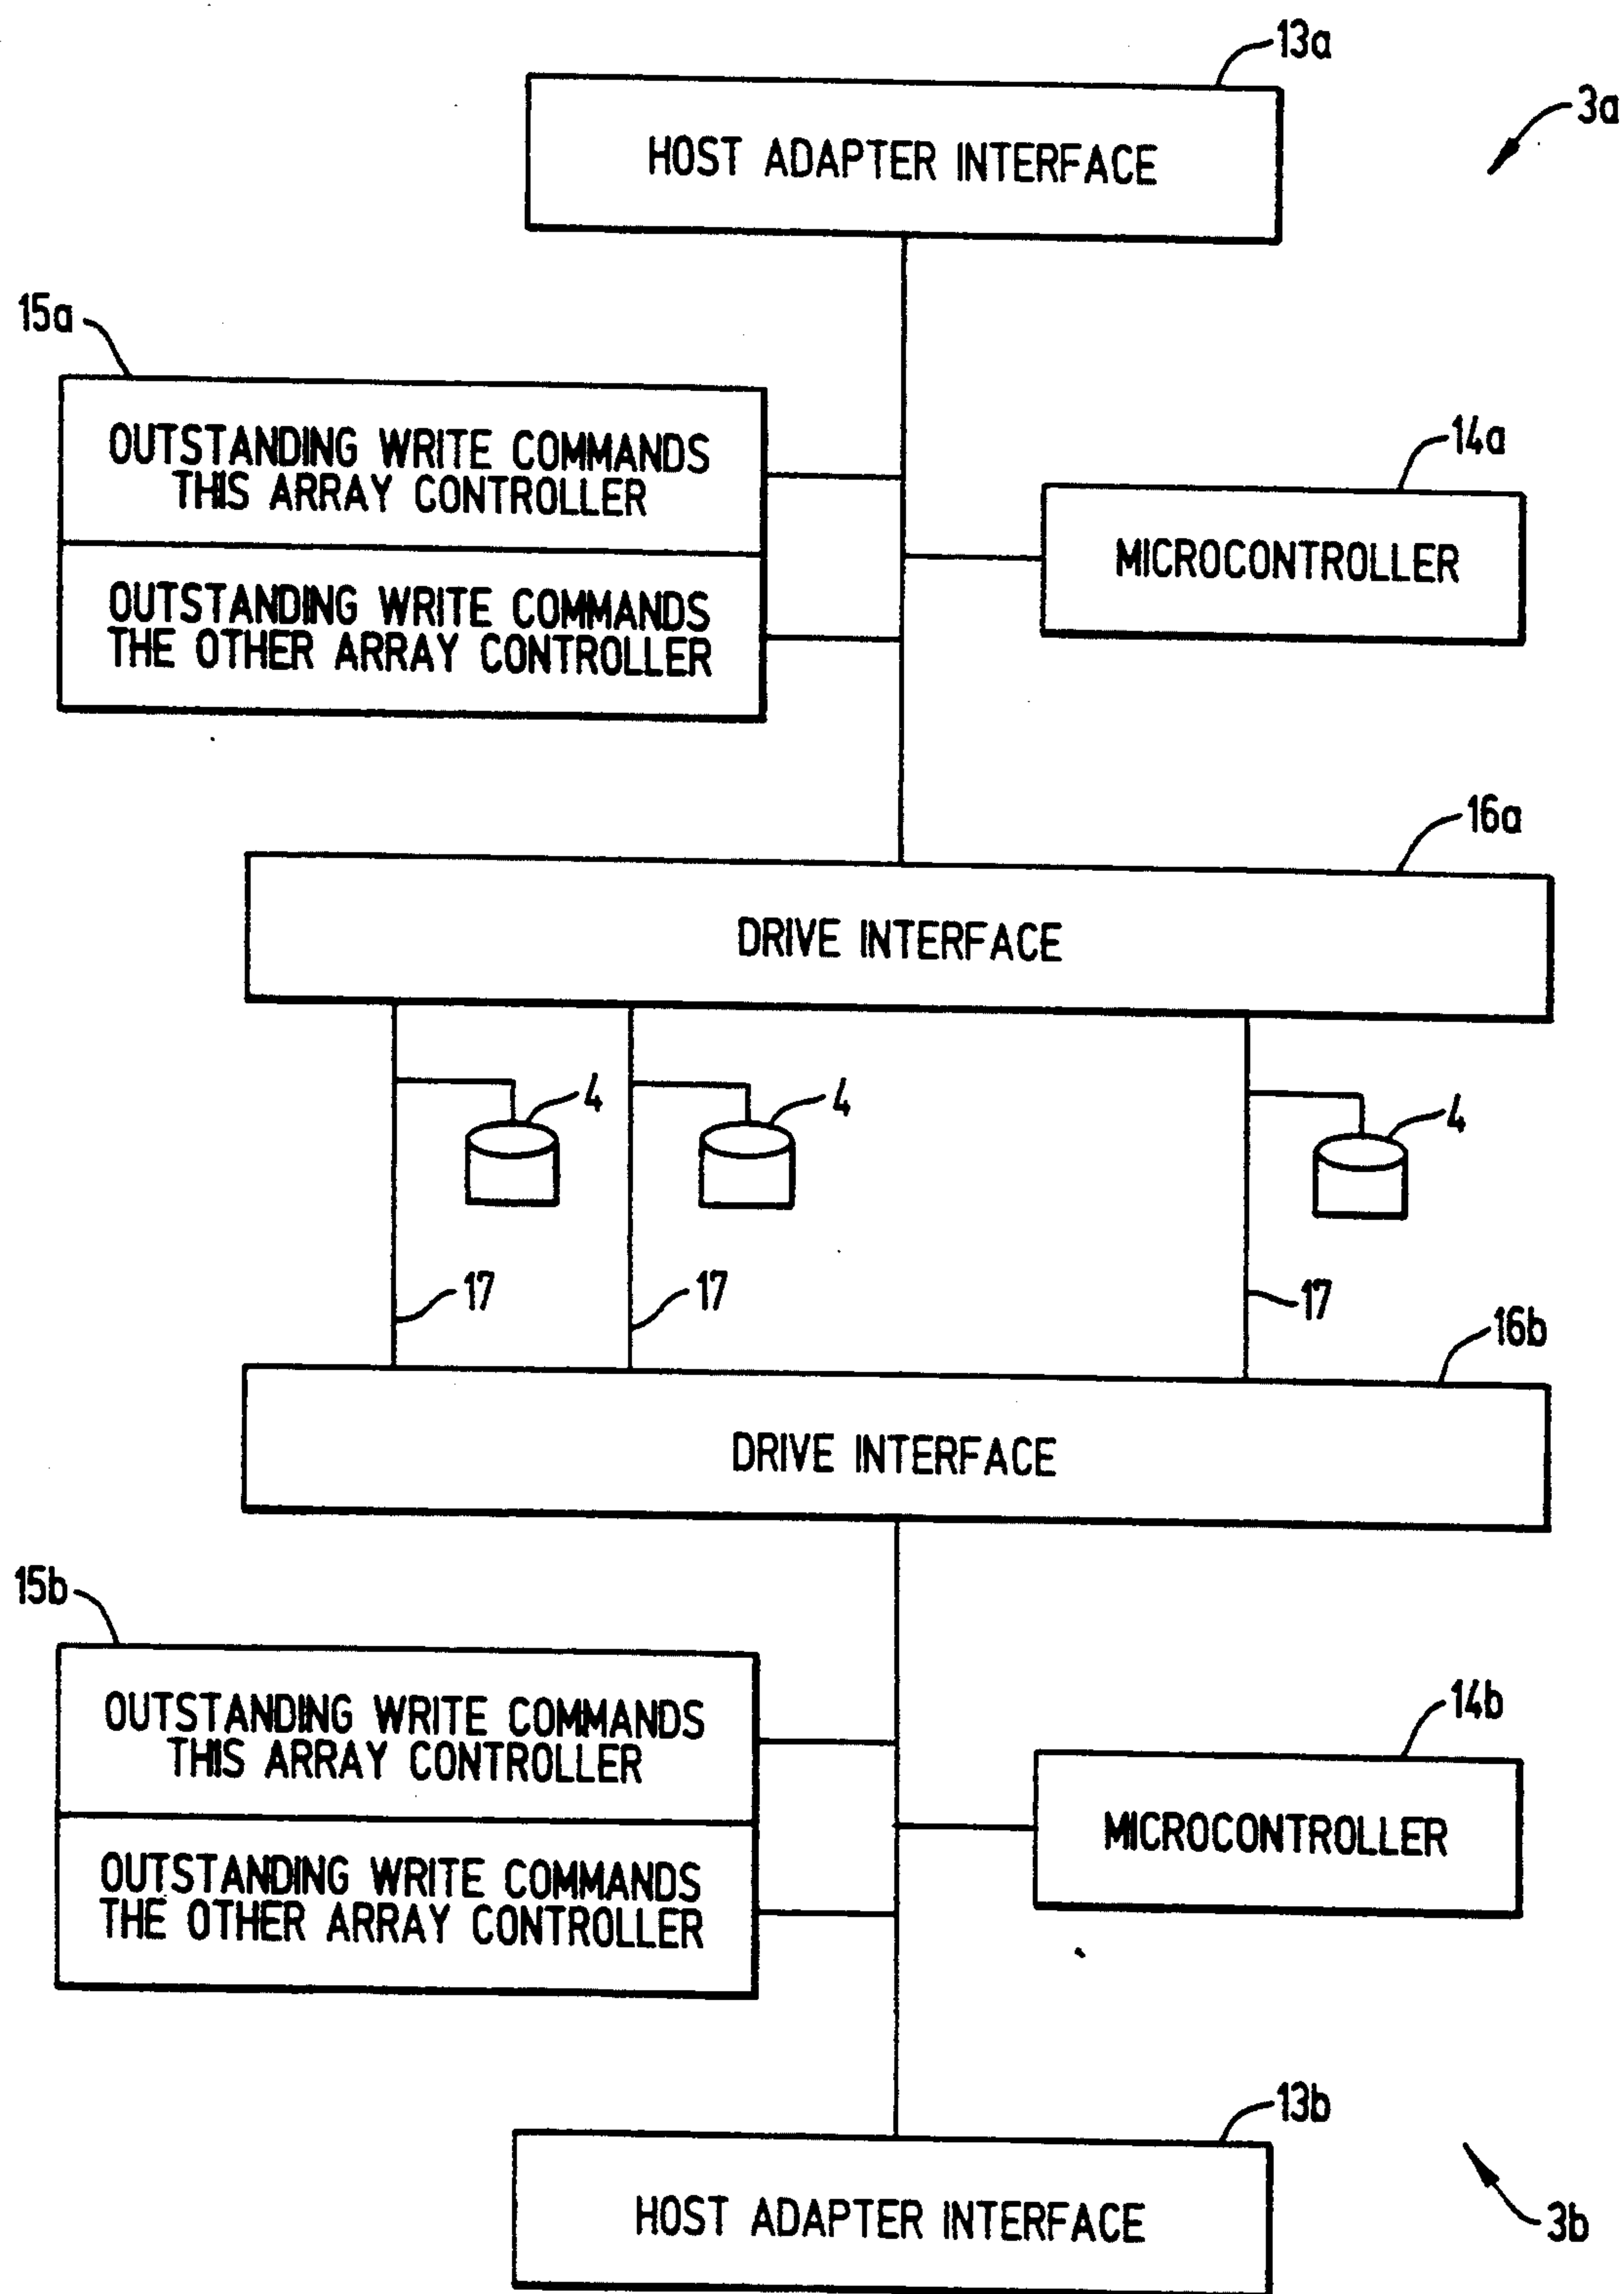 13a
3a
HOST ADAPTER INTERFACE
15a
OUTSTANDING WRITE COMMANDS
THIS ARRAY CONTROLLER
14a
MICROCONTROLLER
OUTSTANDING WRITE COMMANDS
THE OTHER ARRAY CONTROLLER
16a
DRIVE INTERFACE
4
4
4
17
17
17
16b
DRIVE INTERFACE
15b
OUTSTANDING WRITE COMMANDS
THIS ARRAY CONTROLLER
14b
MICROCONTROLLER
OUTSTANDING WRITE COMMANDS
THE OTHER ARRAY CONTROLLER
13b
HOST ADAPTER INTERFACE
3b